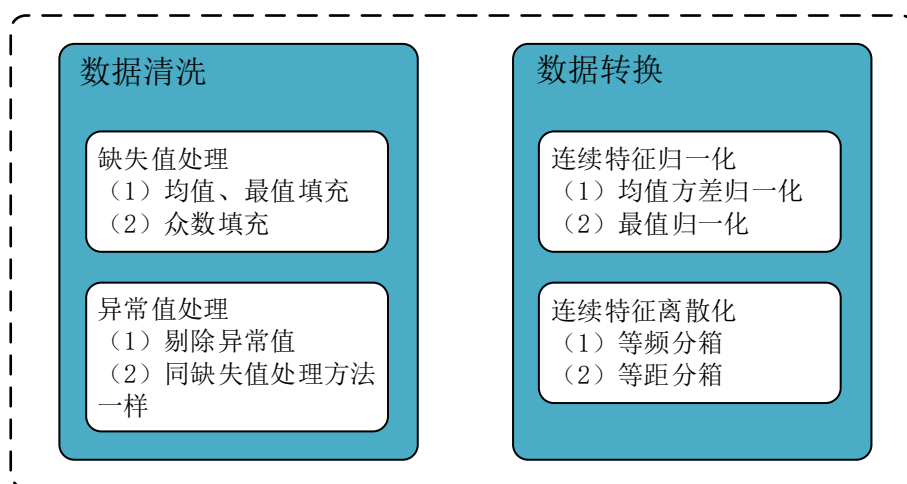 数据清洗
缺失值处理
（1）均值、最值填充
（2）众数填充
异常值处理
（1）剔除异常值
（2）同缺失值处理方法
一样
数据转换
连续特征归一化
（1）均值方差归一化
（2）最值归一化
连续特征离散化
（1）等频分箱
（2）等距分箱